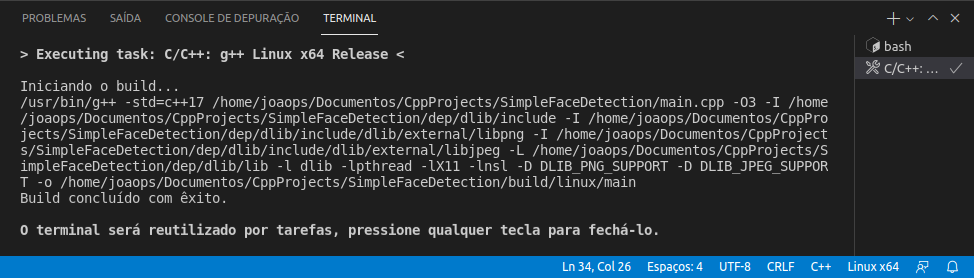 PROBLEMAS SAÍDA CONSOLE DE DEPURAÇÃO TERMINAL
> Executing task: C/C++: g++ Linux x64 Release <
bash
C/C++: ...
Iniciando o build...
/usr/bin/g++ -std=c++17 /home/joaops/Documentos/CppProjects/SimpleFaceDetection/main.cpp -O3 -I /home
/joaops/Documentos/CppProjects/SimpleFaceDetection/dep/dlib/include -I /home/joaops/Documentos/CppPro
jects/SimpleFaceDetection/dep/dlib/include/dlib/external/libpng -I /home/joaops/Documentos/CppProject
s/SimpleFaceDetection/dep/dlib/include/dlib/external/libjpeg -L /home/joaops/Documentos/CppProjects/S
impleFaceDetection/dep/dlib/lib -l dlib -lpthread -lX11 -lnsl -D DLIB_PNG_SUPPORT -D DLIB_JPEG_SUPPOR
T -o /home/joaops/Documentos/CppProjects/SimpleFaceDetection/build/linux/main
Build concluído com êxito.
O terminal será reutilizado por tarefas, pressione qualquer tecla para fechá-lo.
Ln 34, Col 26 Espaços: 4 UTF-8 CRLF C++ Linux x64